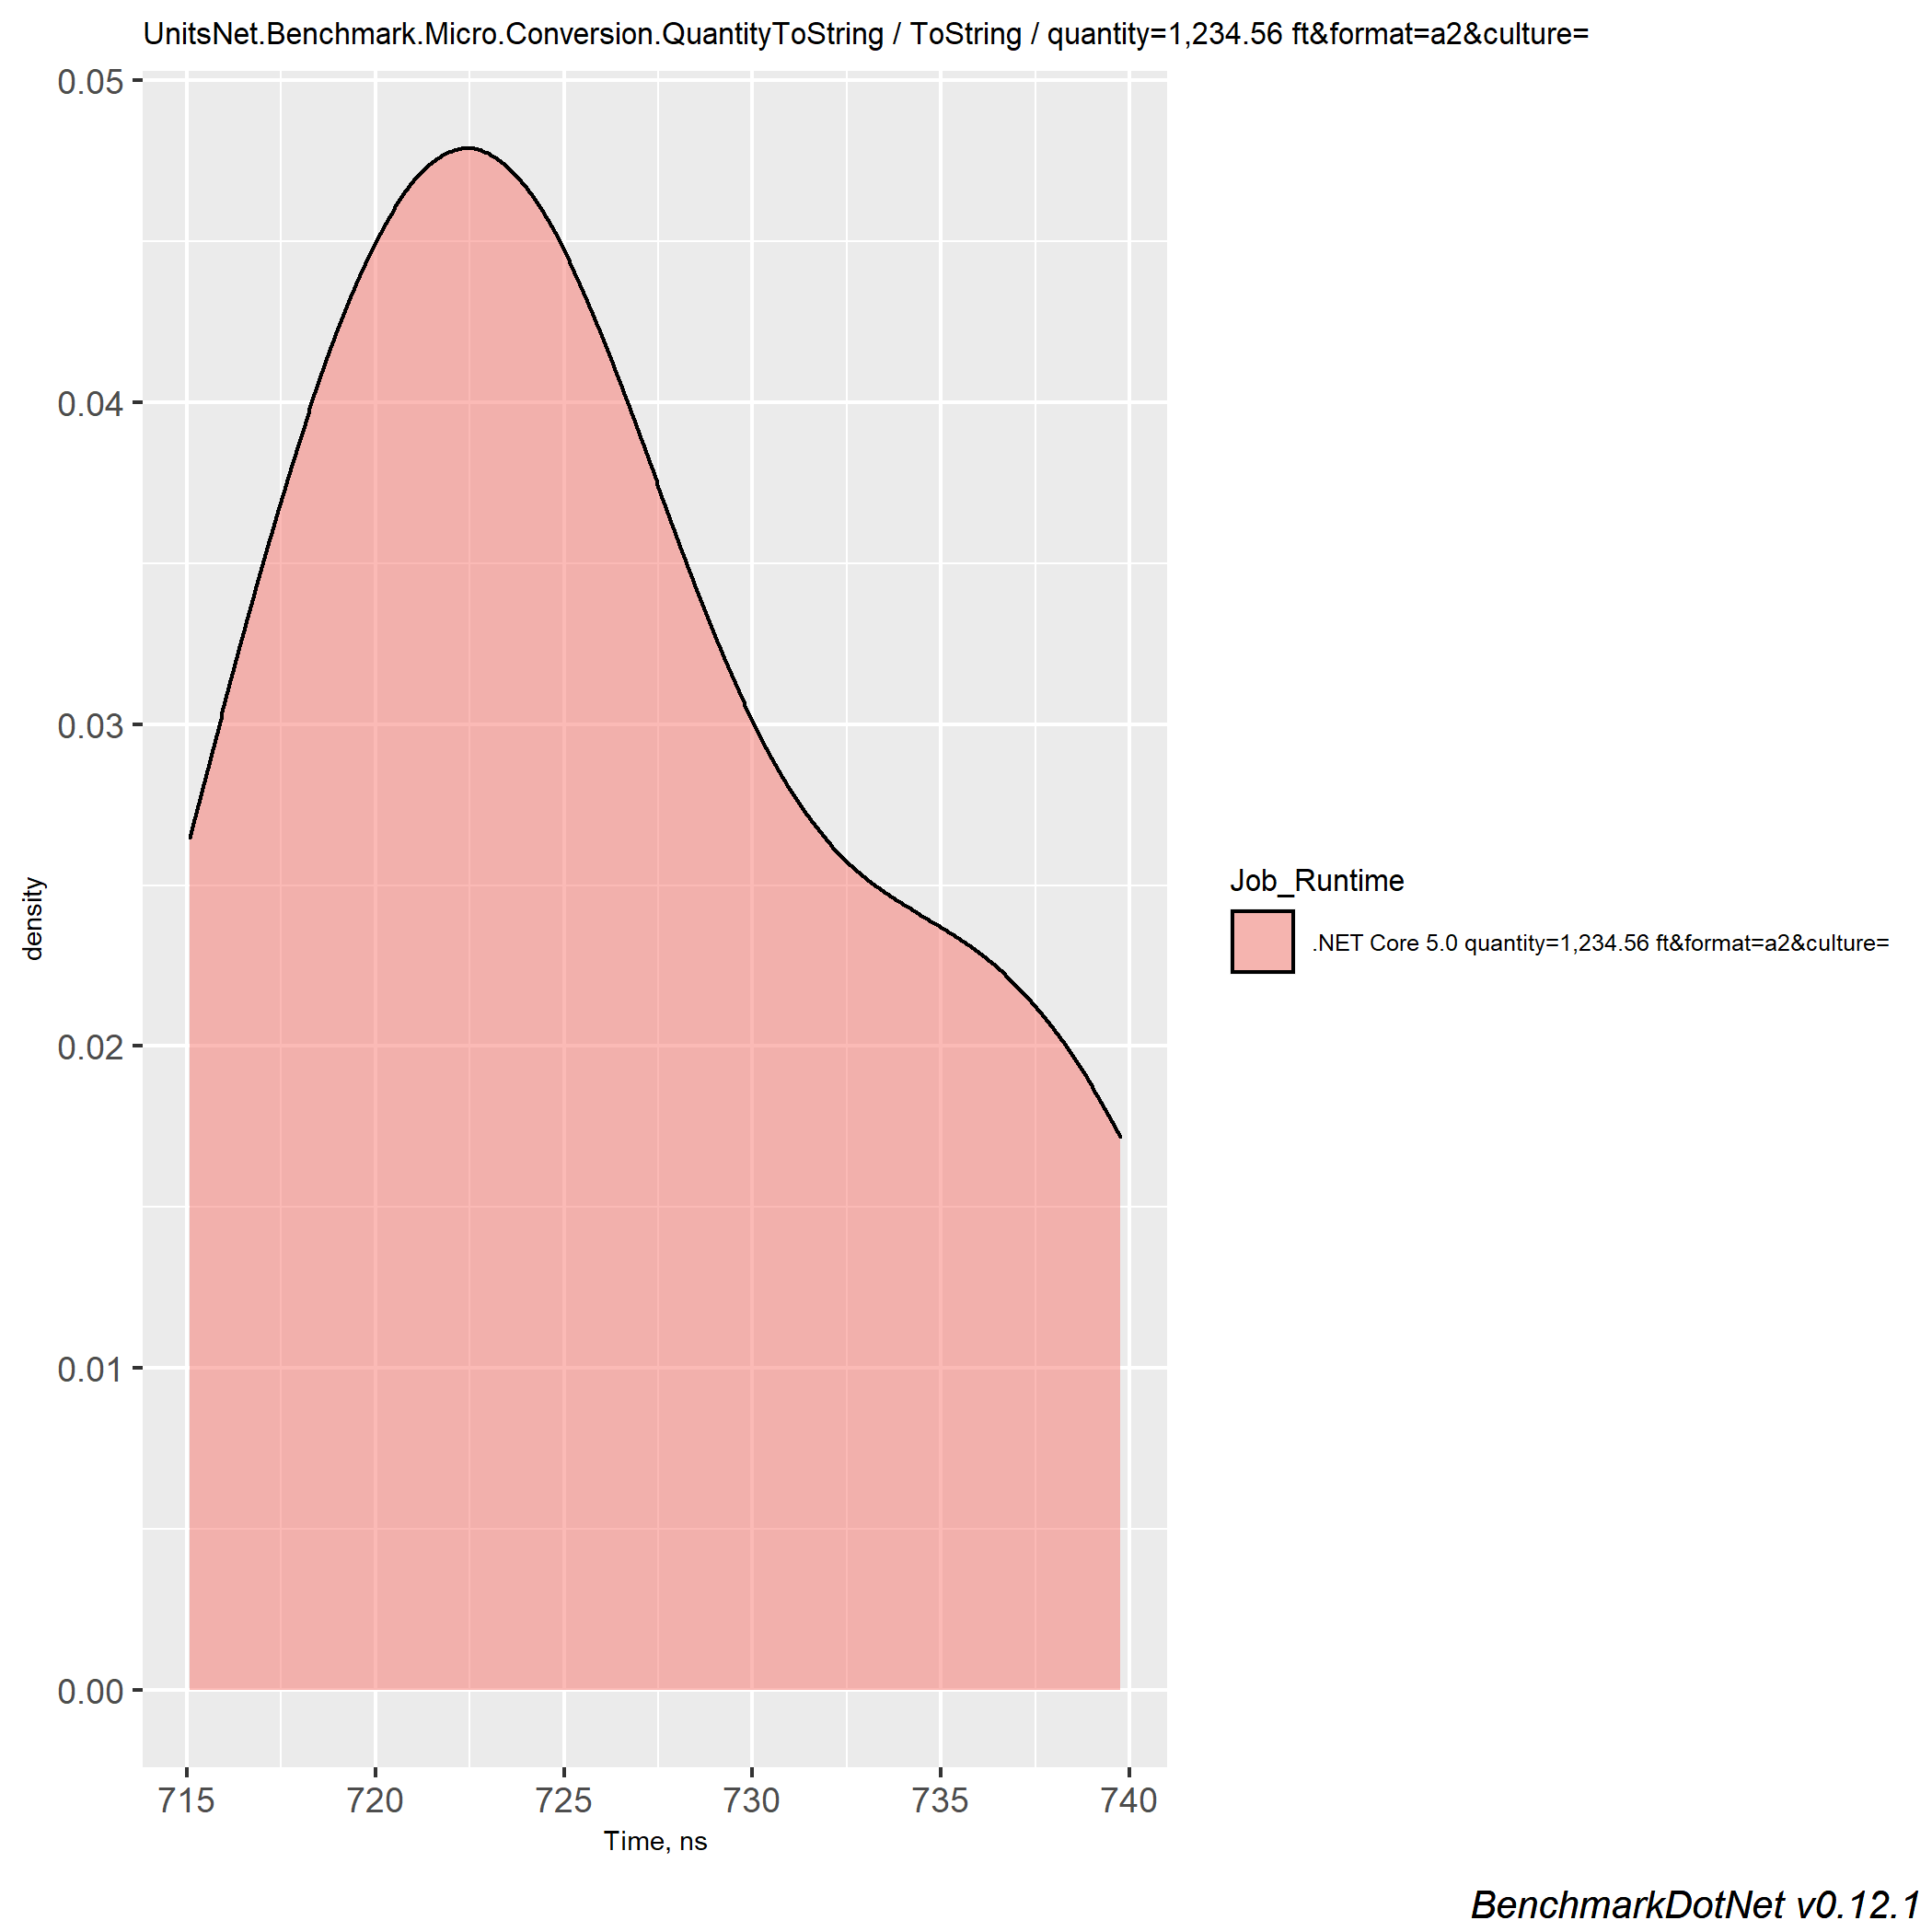 UnitsNet.Benchmark.Micro.Conversion.QuantityToString / ToString / quantity=1,234.56 ft&format=a2&culture=
0.05
0.04
0.03
0.02
0.01
0.00
density
715 720 725 730 735 740
Time, ns
Job_Runtime
.NET Core 5.0 quantity=1,234.56 ft&format=a2&culture=
BenchmarkDotNet v0.12.1